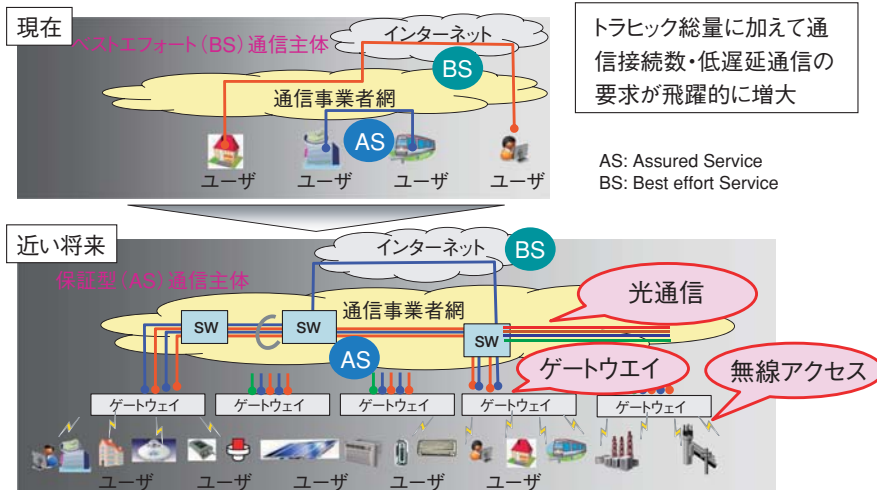 現在
ベストエフォート(BS)通信主体
インターネット
BS
通信事業者網
AS
ユーザ
ユーザ
ユーザ
ユーザ
トラヒック総量に加えて通
信接続数・低遅延通信の
要求が飛躍的に増大
AS: Assured Service
BS: Best effort Service
近い将来
保証型(AS)通信主体
インターネット
BS
通信事業者網
光通信
SW
SW
SW
AS
ゲートウエイ
無線アクセス
ゲートウェイ
ゲートウェイ
ゲートウェイ
ゲートウェイ
ゲートウェイ
ユーザ
ユーザ
ユーザ
ユーザ
ユーザ